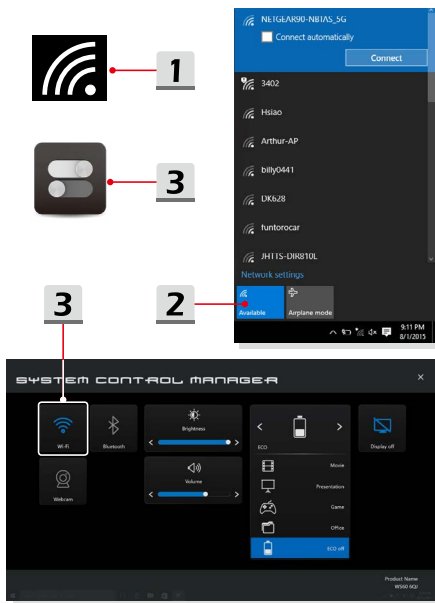 1
3
3
2
NETGEAR90-NBTAS_5G
Connect automatically
Connect
3402
Hsiao
Arthur-AP
billy0441
DK628
funtorocar
JHTTS-DIR810L
Network settings
Available
Airplane mode
9:11 PM
8/1/2015
SYSTEM CONTROL MANAGER
Wi-Fi
Bluetooth
Brightness
ECO
Display off
Webcam
Volume
Movie
Presentation
Game
Office
ECO off
Product Name
WS60 6QJ